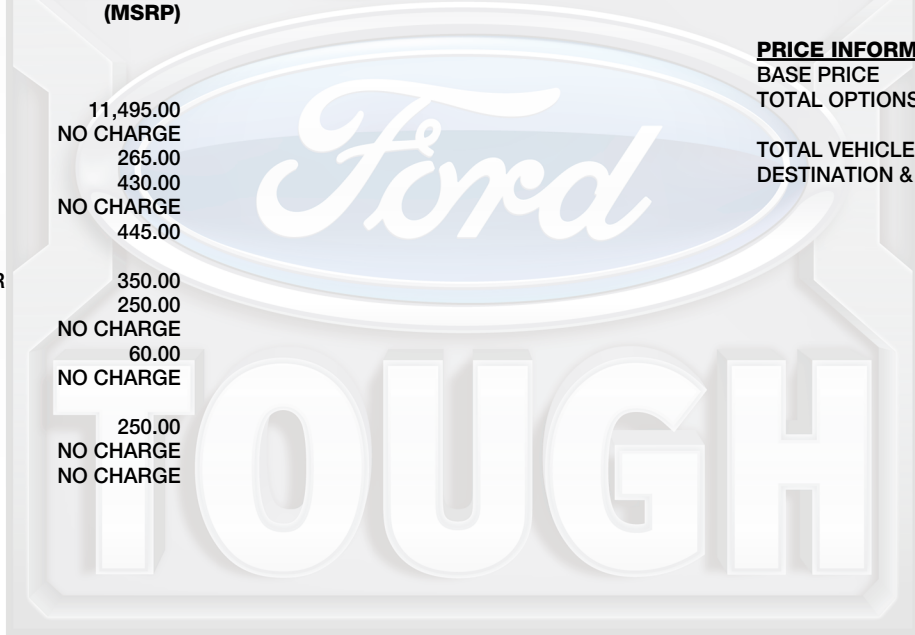 (MSRP)
11,495.00
NO CHARGE
265.00
430.00
NO CHARGE
445.00
R 350.00
250.00
NO CHARGE
60.00
NO CHARGE
250.00
NO CHARGE
NO CHARGE
PRICE INFORM
BASE PRICE
TOTAL OPTIONS
TOTAL VEHICLE
DESTINATION &
Ford
TOUGH